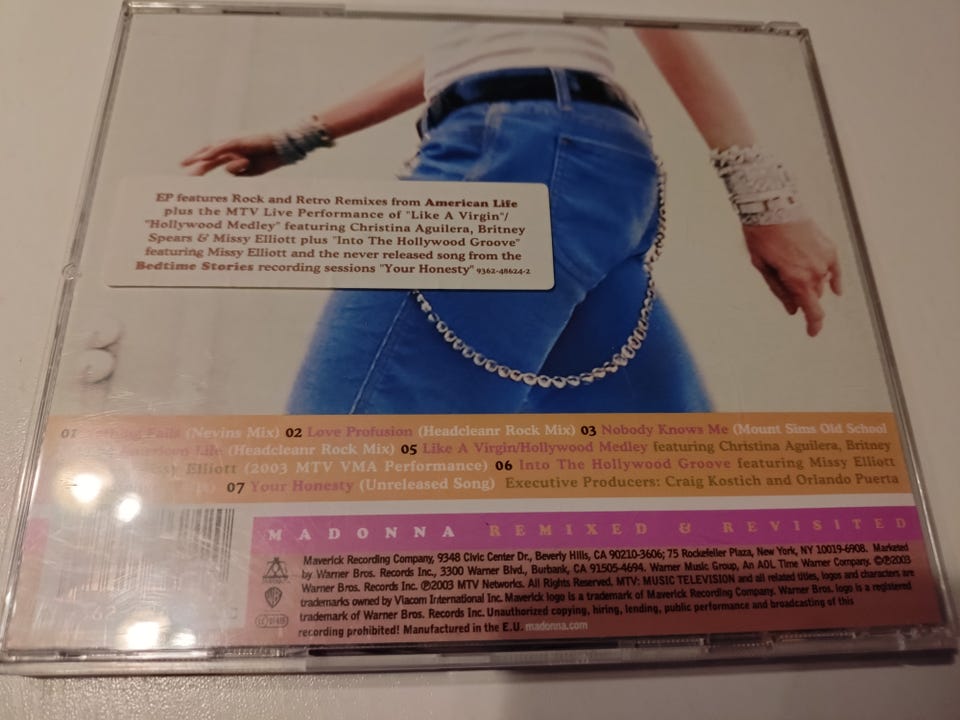 EP features Rock and Retro Remixes from American Life
plus the MTV Live Performance of "Like A Virgin"/
"Hollywood Medley" featuring Christina Aguilera, Britney
Spears & Missy Elliott plus "Into The Hollywood Groove"
featuring Missy Elliott and the never released song from the
Bedtime Stories recording sessions "Your Honesty" 9362-48624-2
01 Nothing Fails (Nevins Mix) 02 Love Profusion (Headcleanr Rock Mix) 03 Nobody Knows Me (Mount Sims Old School
American Life (Headcleanr Rock Mix) 05 Like A Virgin/Hollywood Medley featuring Christina Aguilera, Britney
Missy Elliott (2003 MTV VMA Performance) 06 Into The Hollywood Groove featuring Missy Elliott
07 Your Honesty (Unreleased Song) Executive Producers: Craig Kostich and Orlando Puerta
MADONNA REMIXED & REVISITED
Maverick Recording Company, 9348 Civic Center Dr., Beverly Hills, CA 90210-3606; 75 Rockefeller Plaza, New York, NY 10019-6908. Marketed
by Warner Bros. Records Inc., 3300 Warner Blvd., Burbank, CA 91505-4694. Warner Music Group, An AOL Time Warner Company. ©℗2003
Warner Bros. Records Inc. ℗2003 MTV Networks. All Rights Reserved. MTV: MUSIC TELEVISION and all related titles, logos and characters are
trademarks owned by Viacom International Inc. Maverick logo is a trademark of Maverick Recording Company. Warner Bros. logo is a registered
trademark of Warner Bros. Records Inc. Unauthorized copying, hiring, lending, public performance and broadcasting of this
recording prohibited! Manufactured in the E.U. madonna.com